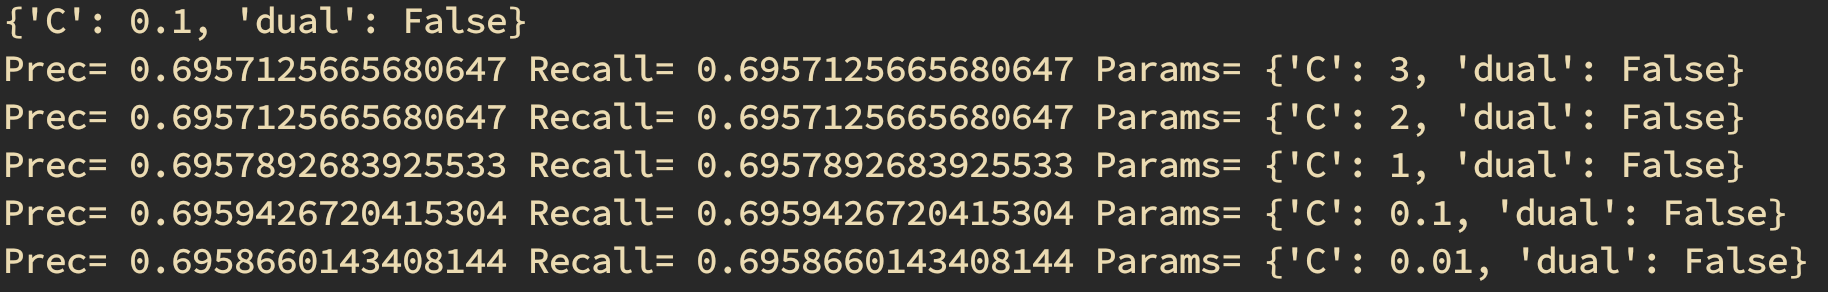 {'C': 0.1, 'dual': False}
Prec= 0.6957125665680647 Recall= 0.6957125665680647 Params= {'C': 3, 'dual': False}
Prec= 0.6957125665680647 Recall= 0.6957125665680647 Params= {'C': 2, 'dual': False}
Prec= 0.6957892683925533 Recall= 0.6957892683925533 Params= {'C': 1, 'dual': False}
Prec= 0.6959426720415304 Recall= 0.6959426720415304 Params= {'C': 0.1, 'dual': False}
Prec= 0.6958660143408144 Recall= 0.6958660143408144 Params= {'C': 0.01, 'dual': False}